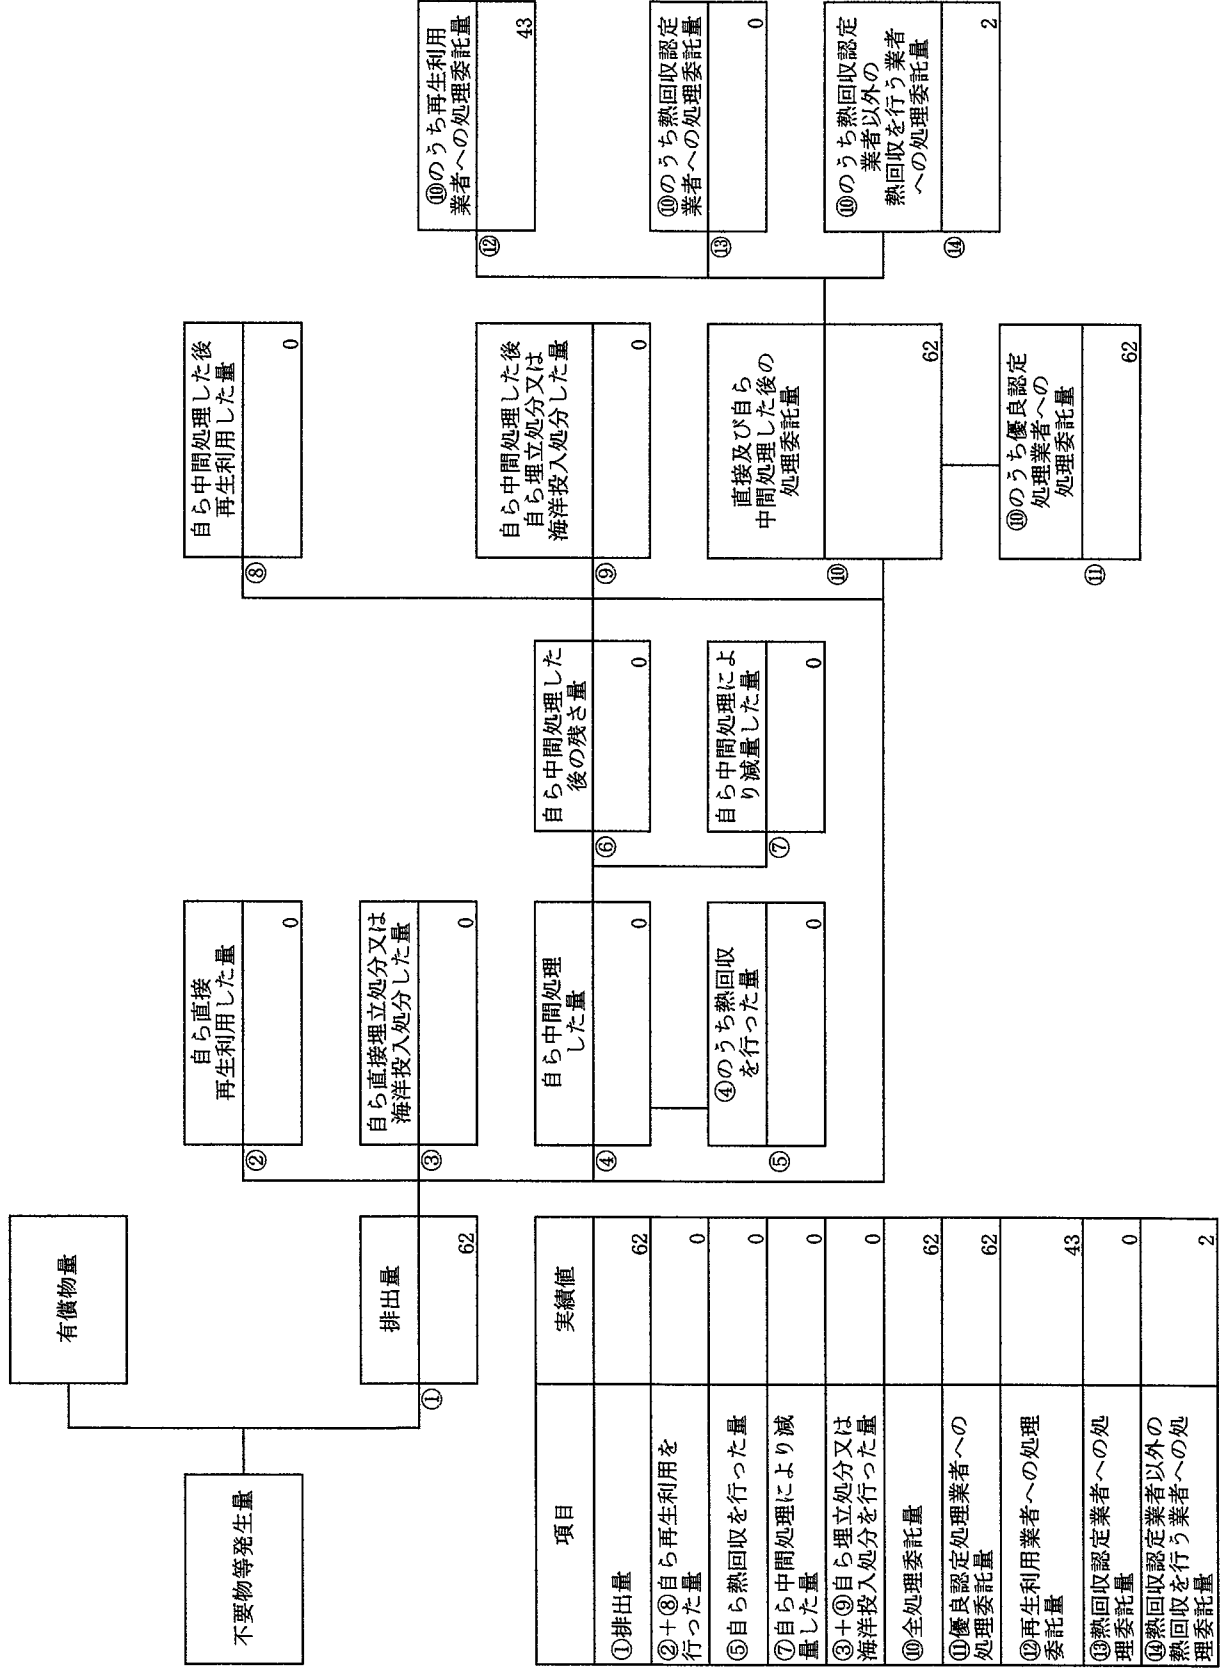 不要物等発生量
有償物量
排出量
①
62
自ら直接
再生利用した量
②
0
自ら直接埋立処分又は
海洋投入処分した量
③
0
自ら中間処理
した量
④
0
④のうち熱回収
を行った量
⑤
0
自ら中間処理した
後の残さ量
⑥
0
自ら中間処理によ
り減量した量
⑦
0
自ら中間処理した後
再生利用した量
⑧
0
自ら中間処理した後
自ら埋立処分又は
海洋投入処分した量
⑨
0
直接及び自ら
中間処理した後の
処理委託量
⑩
62
⑩のうち優良認定
処理業者への
処理委託量
⑪
62
⑩のうち再生利用
業者への処理委託量
⑫
43
⑩のうち熱回収認定
業者への処理委託量
⑬
0
⑩のうち熱回収認定
業者以外の
熱回収を行う業者
への処理委託量
⑭
2
項目 実績値
①排出量 62
②+⑧自ら再生利用を
行った量 0
⑤自ら熱回収を行った量 0
⑦自ら中間処理により減
量した量 0
③+⑨自ら埋立処分又は
海洋投入処分を行った量 0
⑩全処理委託量 62
⑪優良認定処理業者への
処理委託量 62
⑫再生利用業者への処理
委託量 43
⑬熱回収認定業者への処
理委託量 0
⑭熱回収認定業者以外の
熱回収を行う業者への処
理委託量 2